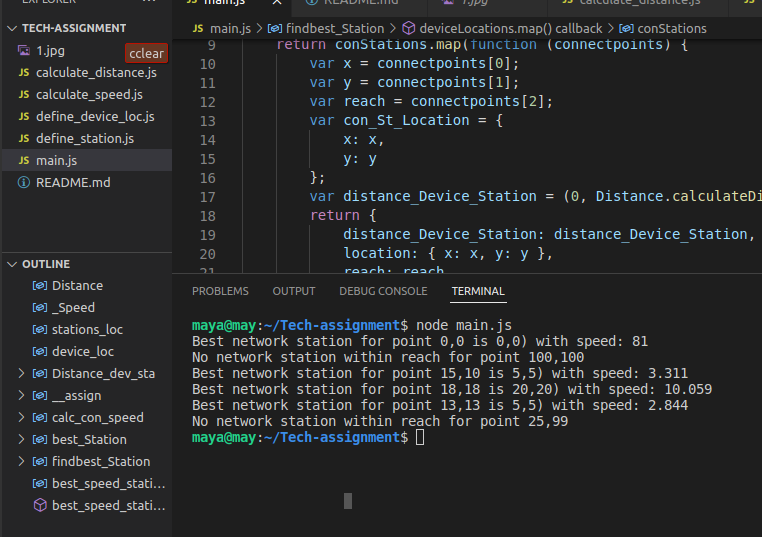 EXPLORER
main.js
README.md
1.jpg
calculate_distance.js
TECH-ASSIGNMENT
1.jpg
cclear
JS calculate_distance.js
JS calculate_speed.js
JS define_device_loc.js
JS define_station.js
JS main.js
README.md
OUTLINE
Distance
_Speed
stations_loc
device_loc
Distance_dev_sta
__assign
calc_con_speed
best_Station
findbest_Station
best_speed_stati...
best_speed_stati...
JS main.js > findbest_Station > deviceLocations.map() callback > conStations
9 return conStations.map(function (connectpoints) {
10 var x = connectpoints[0];
11 var y = connectpoints[1];
12 var reach = connectpoints[2];
13 var con_St_Location = {
14 x: x,
15 y: y
16 };
17 var distance_Device_Station = (0, Distance.calculateDi
18 return {
19 distance_Device_Station: distance_Device_Station,
20 location: { x: x, y: y },
21 reach: reach
PROBLEMS OUTPUT DEBUG CONSOLE TERMINAL
maya@may:~/Tech-assignment$ node main.js
Best network station for point 0,0 is 0,0) with speed: 81
No network station within reach for point 100,100
Best network station for point 15,10 is 5,5) with speed: 3.311
Best network station for point 18,18 is 20,20) with speed: 10.059
Best network station for point 13,13 is 5,5) with speed: 2.844
No network station within reach for point 25,99
maya@may:~/Tech-assignment$